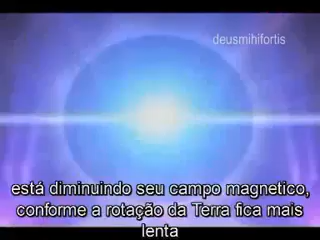 deusmihifortis
está diminuindo seu campo magnetico,
conforme a rotação da Terra fica mais
lenta